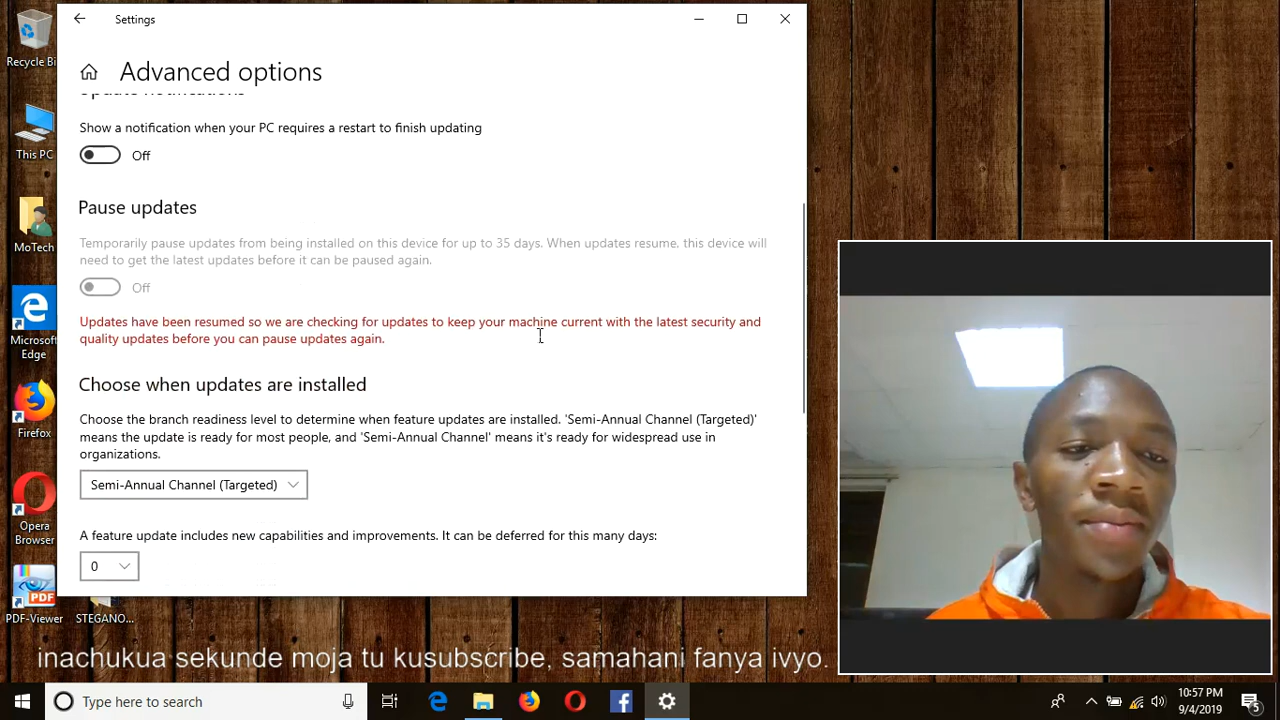 Recycle Bi
This PC
MoTech
Microsoft
Edge
Firefox
Opera
Browser
PDF
PDF-Viewer
STEGANO...
Settings
Advanced options
Update notifications
Show a notification when your PC requires a restart to finish updating
Off
Pause updates
Temporarily pause updates from being installed on this device for up to 35 days. When updates resume, this device will
need to get the latest updates before it can be paused again.
Off
Updates have been resumed so we are checking for updates to keep your machine current with the latest security and
quality updates before you can pause updates again.
Choose when updates are installed
Choose the branch readiness level to determine when feature updates are installed. 'Semi-Annual Channel (Targeted)'
means the update is ready for most people, and 'Semi-Annual Channel' means it's ready for widespread use in
organizations.
Semi-Annual Channel (Targeted)
A feature update includes new capabilities and improvements. It can be deferred for this many days:
0
inachukua sekunde moja tu kusubscribe, samahani fanya ivyo.
Type here to search
10:57 PM
9/4/2019
5